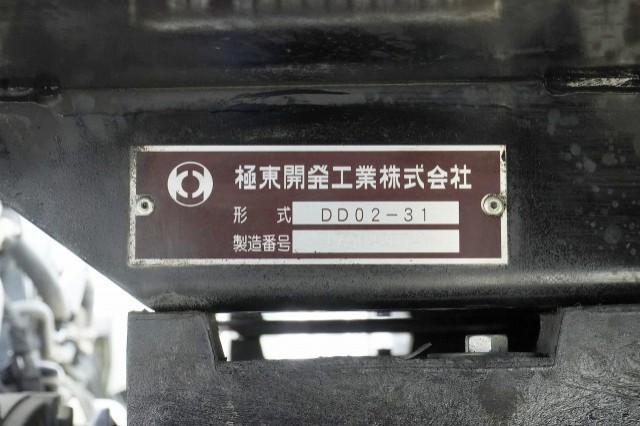 極東開発工業株式会社
形 式 DD02-31
製造番号